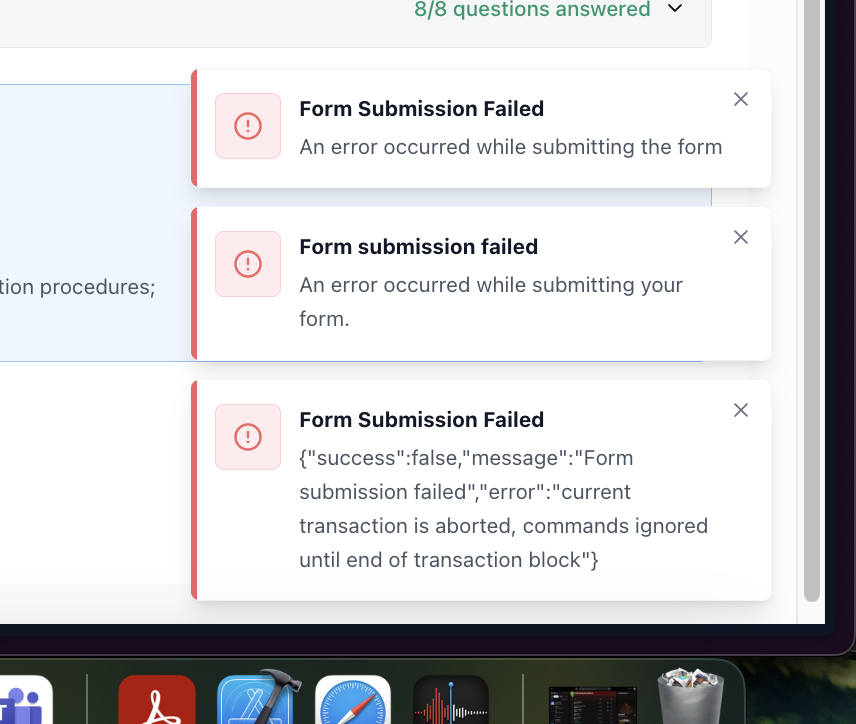 8/8 questions answered
Form Submission Failed
An error occurred while submitting the form
Form submission failed
tion procedures;
An error occurred while submitting your
form.
Form Submission Failed
{"success":false,"message":"Form
submission failed","error":"current
transaction is aborted, commands ignored
until end of transaction block"}